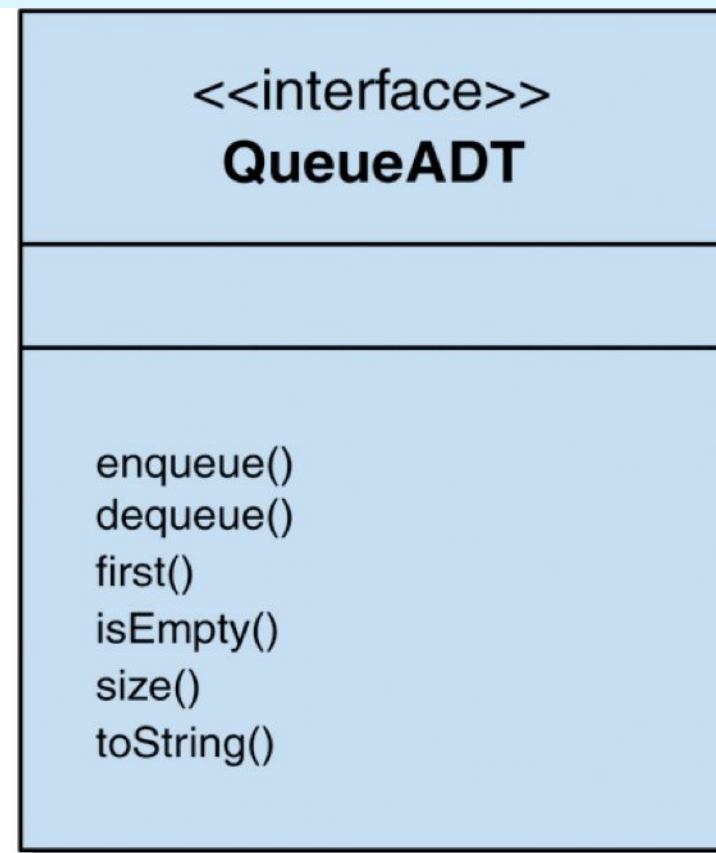 <<interface>>
QueueADT
enqueue()
dequeue()
first()
isEmpty()
size()
toString()